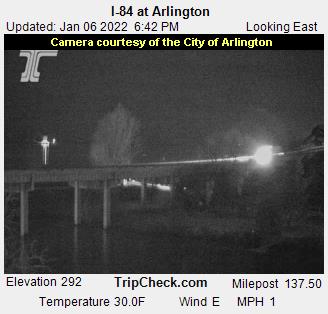 I-84 at Arlington
Updated: Jan 06 2022 6:42 PM Looking East
Camera courtesy of the City of Arlington
Elevation 292 TripCheck.com Milepost 137.50
Temperature 30.0F Wind E MPH 1